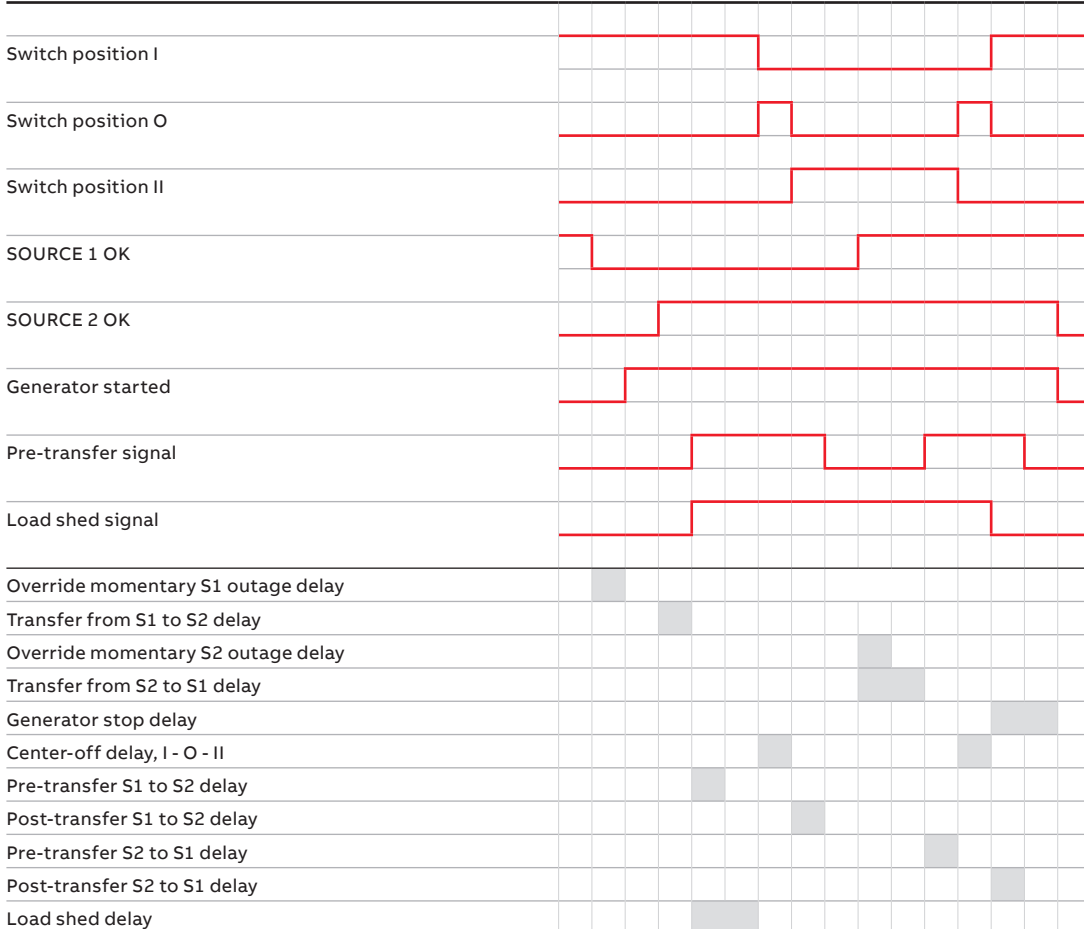 Switch position I
Switch position O
Switch position II
SOURCE 1 OK
SOURCE 2 OK
Generator started
Pre-transfer signal
Load shed signal
Override momentary S1 outage delay
Transfer from S1 to S2 delay
Override momentary S2 outage delay
Transfer from S2 to S1 delay
Generator stop delay
Center-off delay, I - O - II
Pre-transfer S1 to S2 delay
Post-transfer S1 to S2 delay
Pre-transfer S2 to S1 delay
Post-transfer S2 to S1 delay
Load shed delay